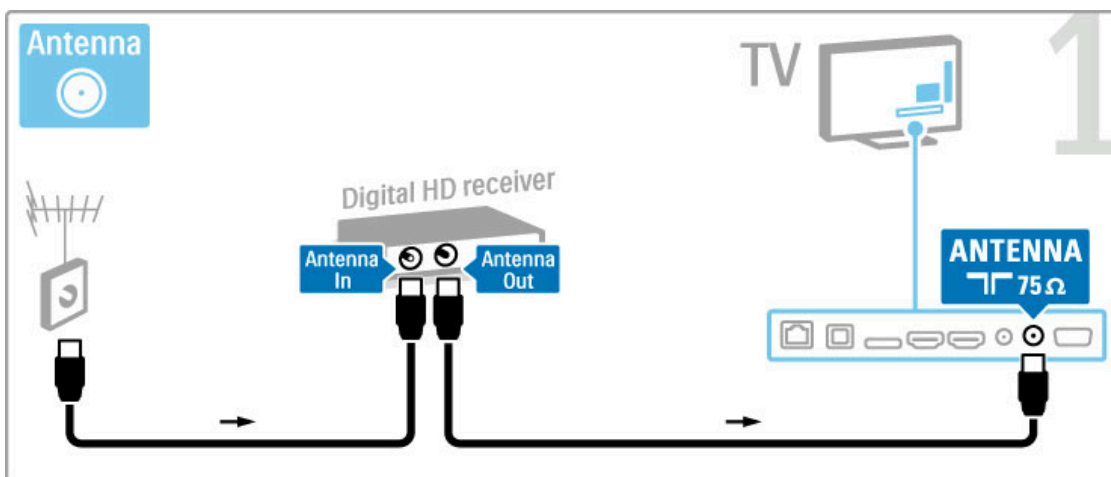 Antenna
TV
1
Digital HD receiver
Antenna
In
Antenna
Out
ANTENNA
75 Ω